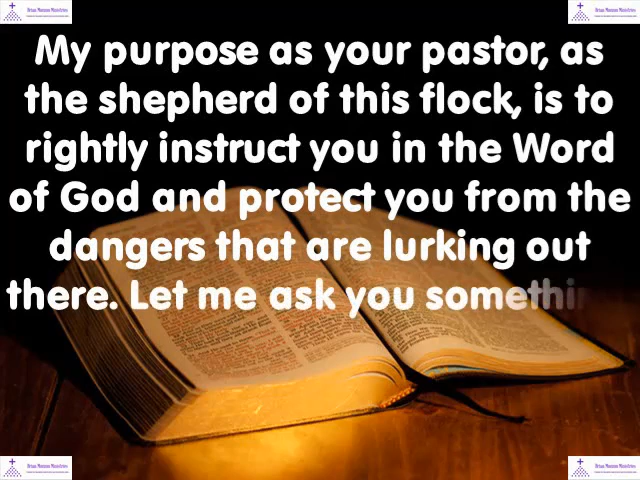 My purpose as your pastor, as
the shepherd of this flock, is to
rightly instruct you in the Word
of God and protect you from the
dangers that are lurking out
there. Let me ask you somethin